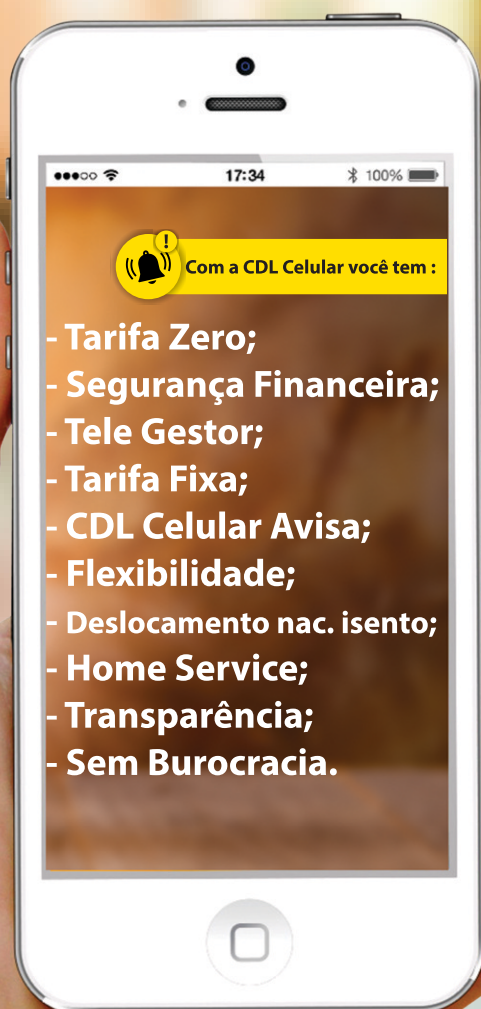 17:34
100%
!
Com a CDL Celular você tem :
- Tarifa Zero;
- Segurança Financeira;
- Tele Gestor;
- Tarifa Fixa;
- CDL Celular Avisa;
- Flexibilidade;
- Deslocamento nac. isento;
- Home Service;
- Transparência;
- Sem Burocracia.